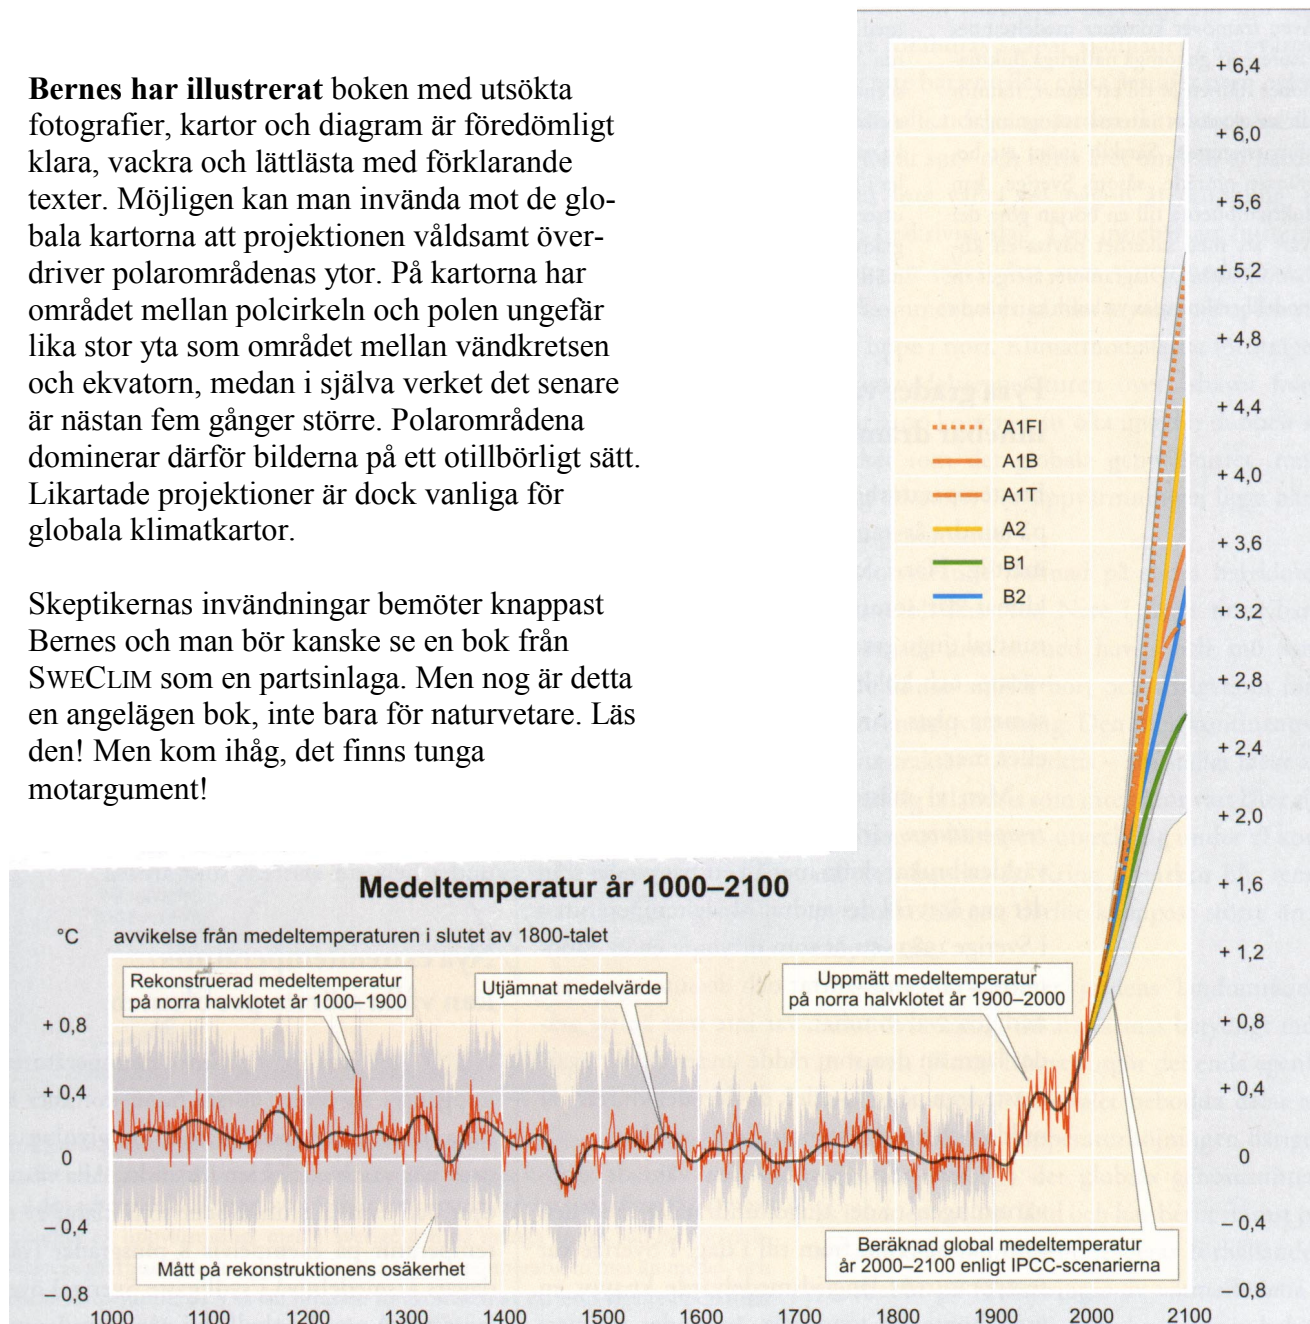 Bernes har illustrerat boken med utsökta
fotografier, kartor och diagram är föredömligt
klara, vackra och lättlästa med förklarande
texter. Möjligen kan man invända mot de glo-
bala kartorna att projektionen våldsamt över-
driver polarområdenas ytor. På kartorna har
området mellan polcirkeln och polen ungefär
lika stor yta som området mellan vändkretsen
och ekvatorn, medan i själva verket det senare
är nästan fem gånger större. Polarområdena
dominerar därför bilderna på ett otillbörligt sätt.
Likartade projektioner är dock vanliga för
globala klimatkartor.
Skeptikernas invändningar bemöter knappast
Bernes och man bör kanske se en bok från
SWECLIM som en partsinlaga. Men nog är detta
en angelägen bok, inte bara för naturvetare. Läs
den! Men kom ihåg, det finns tunga
motargument!
+ 6,4
+ 6,0
+ 5,6
+ 5,2
+ 4,8
+ 4,4
+ 4,0
+ 3,6
+ 3,2
+ 2,8
+ 2,4
+ 2,0
+ 1,6
+ 1,2
+ 0,8
+ 0,4
0
– 0,4
– 0,8
A1FI
A1B
A1T
A2
B1
B2
Medeltemperatur år 1000–2100
°C avvikelse från medeltemperaturen i slutet av 1800-talet
Rekonstruerad medeltemperatur
på norra halvklotet år 1000–1900
Utjämnat medelvärde
Uppmätt medeltemperatur
på norra halvklotet år 1900–2000
+ 0,8
+ 0,4
0
– 0,4
– 0,8
Mått på rekonstruktionens osäkerhet
Beräknad global medeltemperatur
år 2000–2100 enligt IPCC-scenarierna
1000 1100 1200 1300 1400 1500 1600 1700 1800 1900 2000 2100